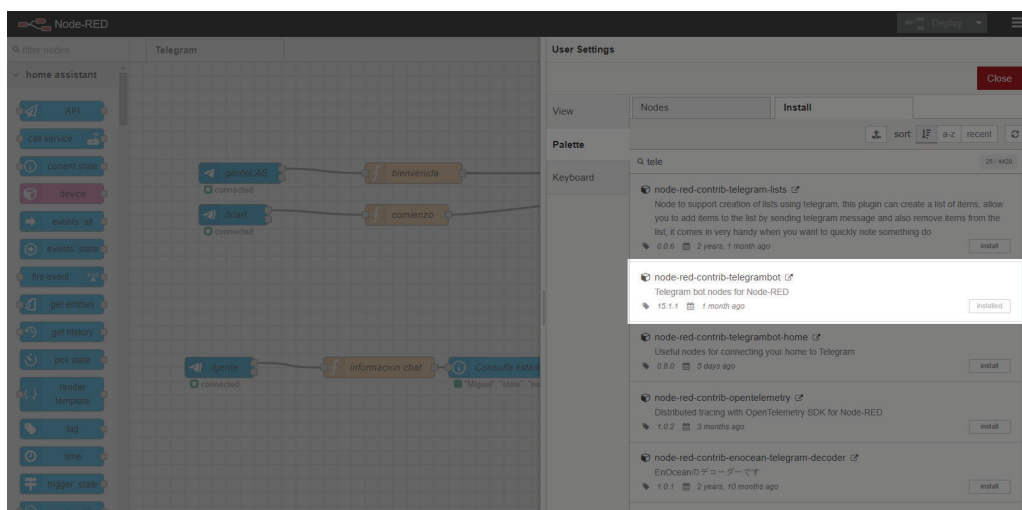 Node-RED
Deploy
filter nodes
Telegram
User Settings
home assistant
Close
API
call service
current state
device
events: all
events: state
fire event
get entities
get history
poll state
render
template
tag
time
trigger: state
genteLAB
connected
bienvenida
/start
connected
comienzo
/gente
connected
informacion chat
Consulta listad
"Miguel", "state", "no
View
Palette
Keyboard
Nodes
Install
sort:
a-z
recent
tele
25 / 4420
node-red-contrib-telegram-lists
Node to support creation of lists using telegram, this plugin can create a list of items, allow
you to add items to the list by sending telegram message and also remove items from the
list, it comes in very handy when you want to quickly note something do
0.0.6 2 years, 1 month ago
install
node-red-contrib-telegrambot
Telegram bot nodes for Node-RED
15.1.1 1 month ago
installed
node-red-contrib-telegrambot-home
Useful nodes for connecting your home to Telegram
0.8.0 5 days ago
install
node-red-contrib-opentelemetry
Distributed tracing with OpenTelemetry SDK for Node-RED
1.0.2 3 months ago
install
node-red-contrib-enocean-telegram-decoder
EnOceanのデコーダーです
1.0.1 2 years, 10 months ago
install